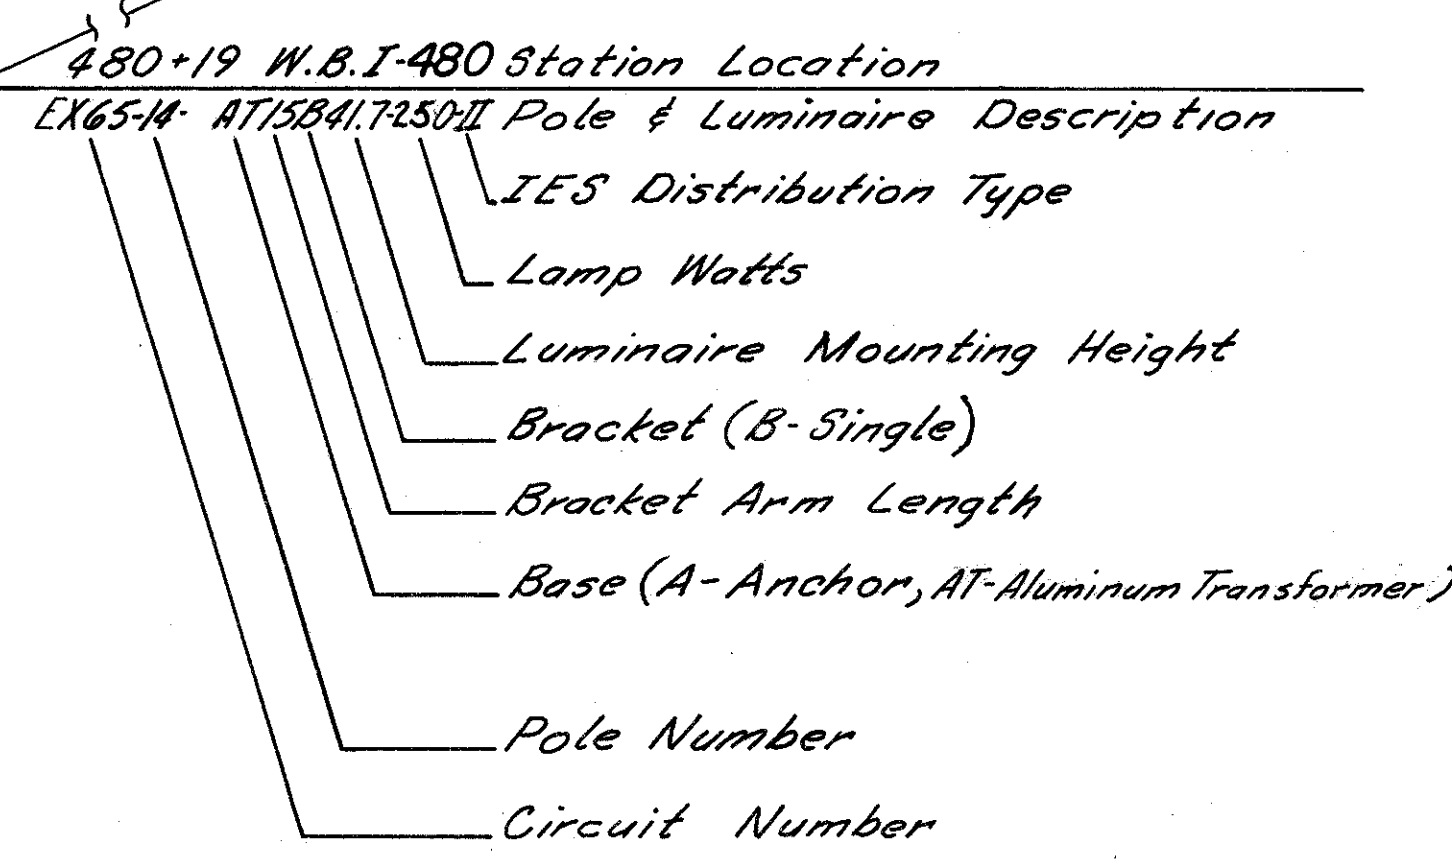 480+19 W.B.I-480 Station Location
EX65-14- AT15B41.7-250-II Pole & Luminaire Description
IES Distribution Type
Lamp Watts
Luminaire Mounting Height
Bracket (B-Single)
Bracket Arm Length
Base (A-Anchor, AT-Aluminum Transformer)
Pole Number
Circuit Number